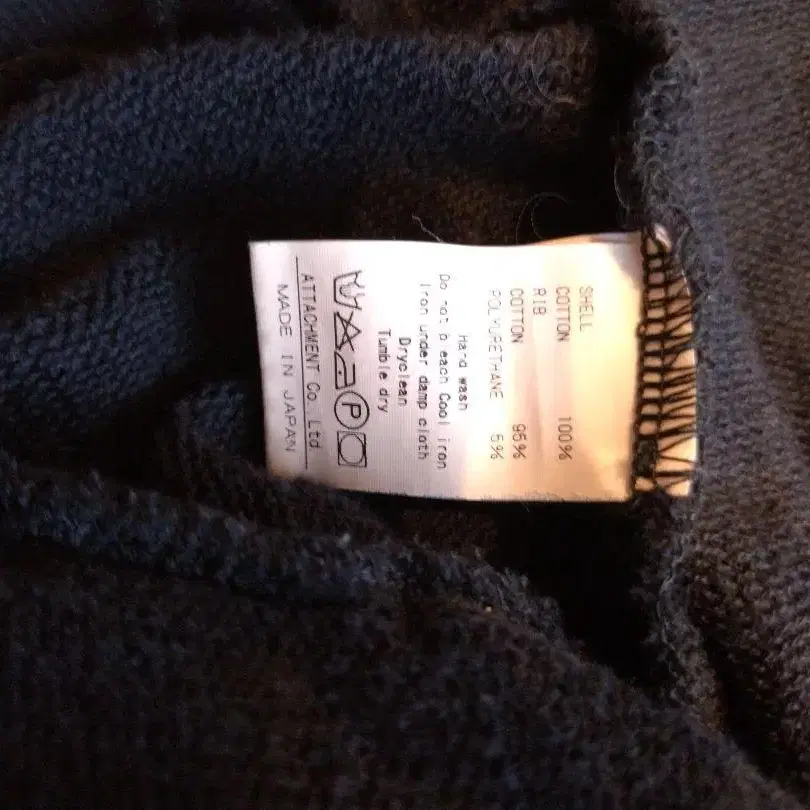 SHELL
COTTON 100%
RIB
COTTON 95%
POLYURETHANE 5%
Hand wash
Do not bleach Cool iron
Iron under damp cloth
Dryclean
Tumble dry
P
ATTACHMENT Co. Ltd
MADE IN JAPAN